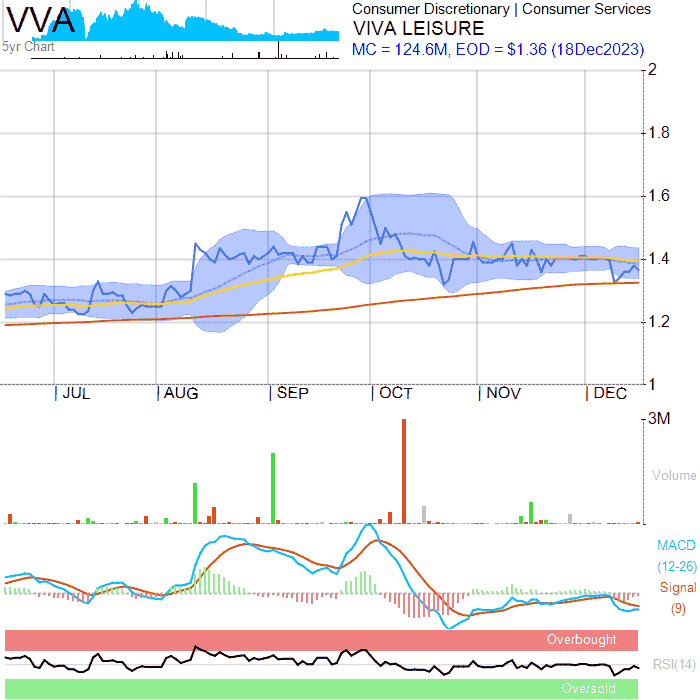 VVA
5yr Chart
Consumer Discretionary | Consumer Services
VIVA LEISURE
MC = 124.6M, EOD = $1.36 (18Dec2023)
2
1.8
1.6
1.4
1.2
1
JUL AUG SEP OCT NOV DEC
3M
Volume
MACD
(12-26)
Signal
(9)
Overbought
RSI(14)
Oversold